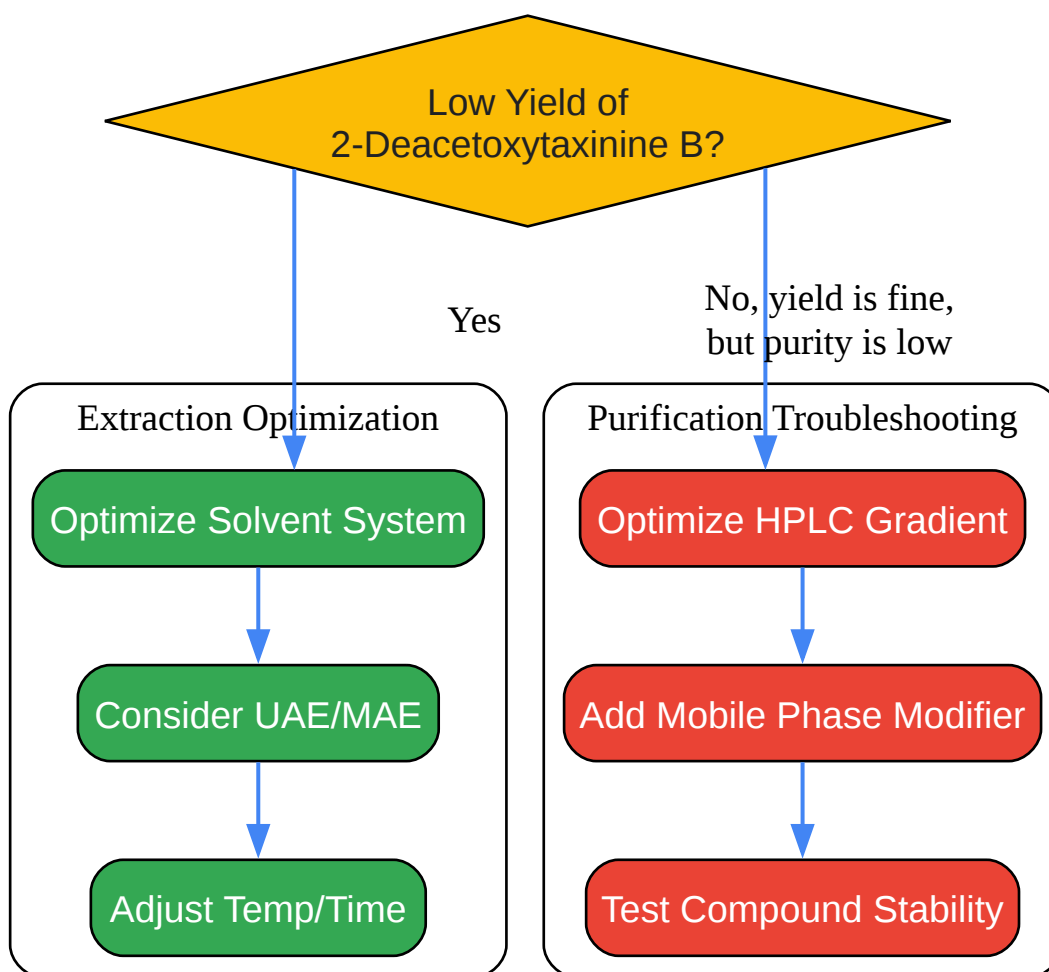 Low Yield of
2-Deacetoxytaxinine B?
Yes
No, yield is fine,
but purity is low
Extraction Optimization
Optimize Solvent System
Consider UAE/MAE
Adjust Temp/Time
Purification Troubleshooting
Optimize HPLC Gradient
Add Mobile Phase Modifier
Test Compound Stability